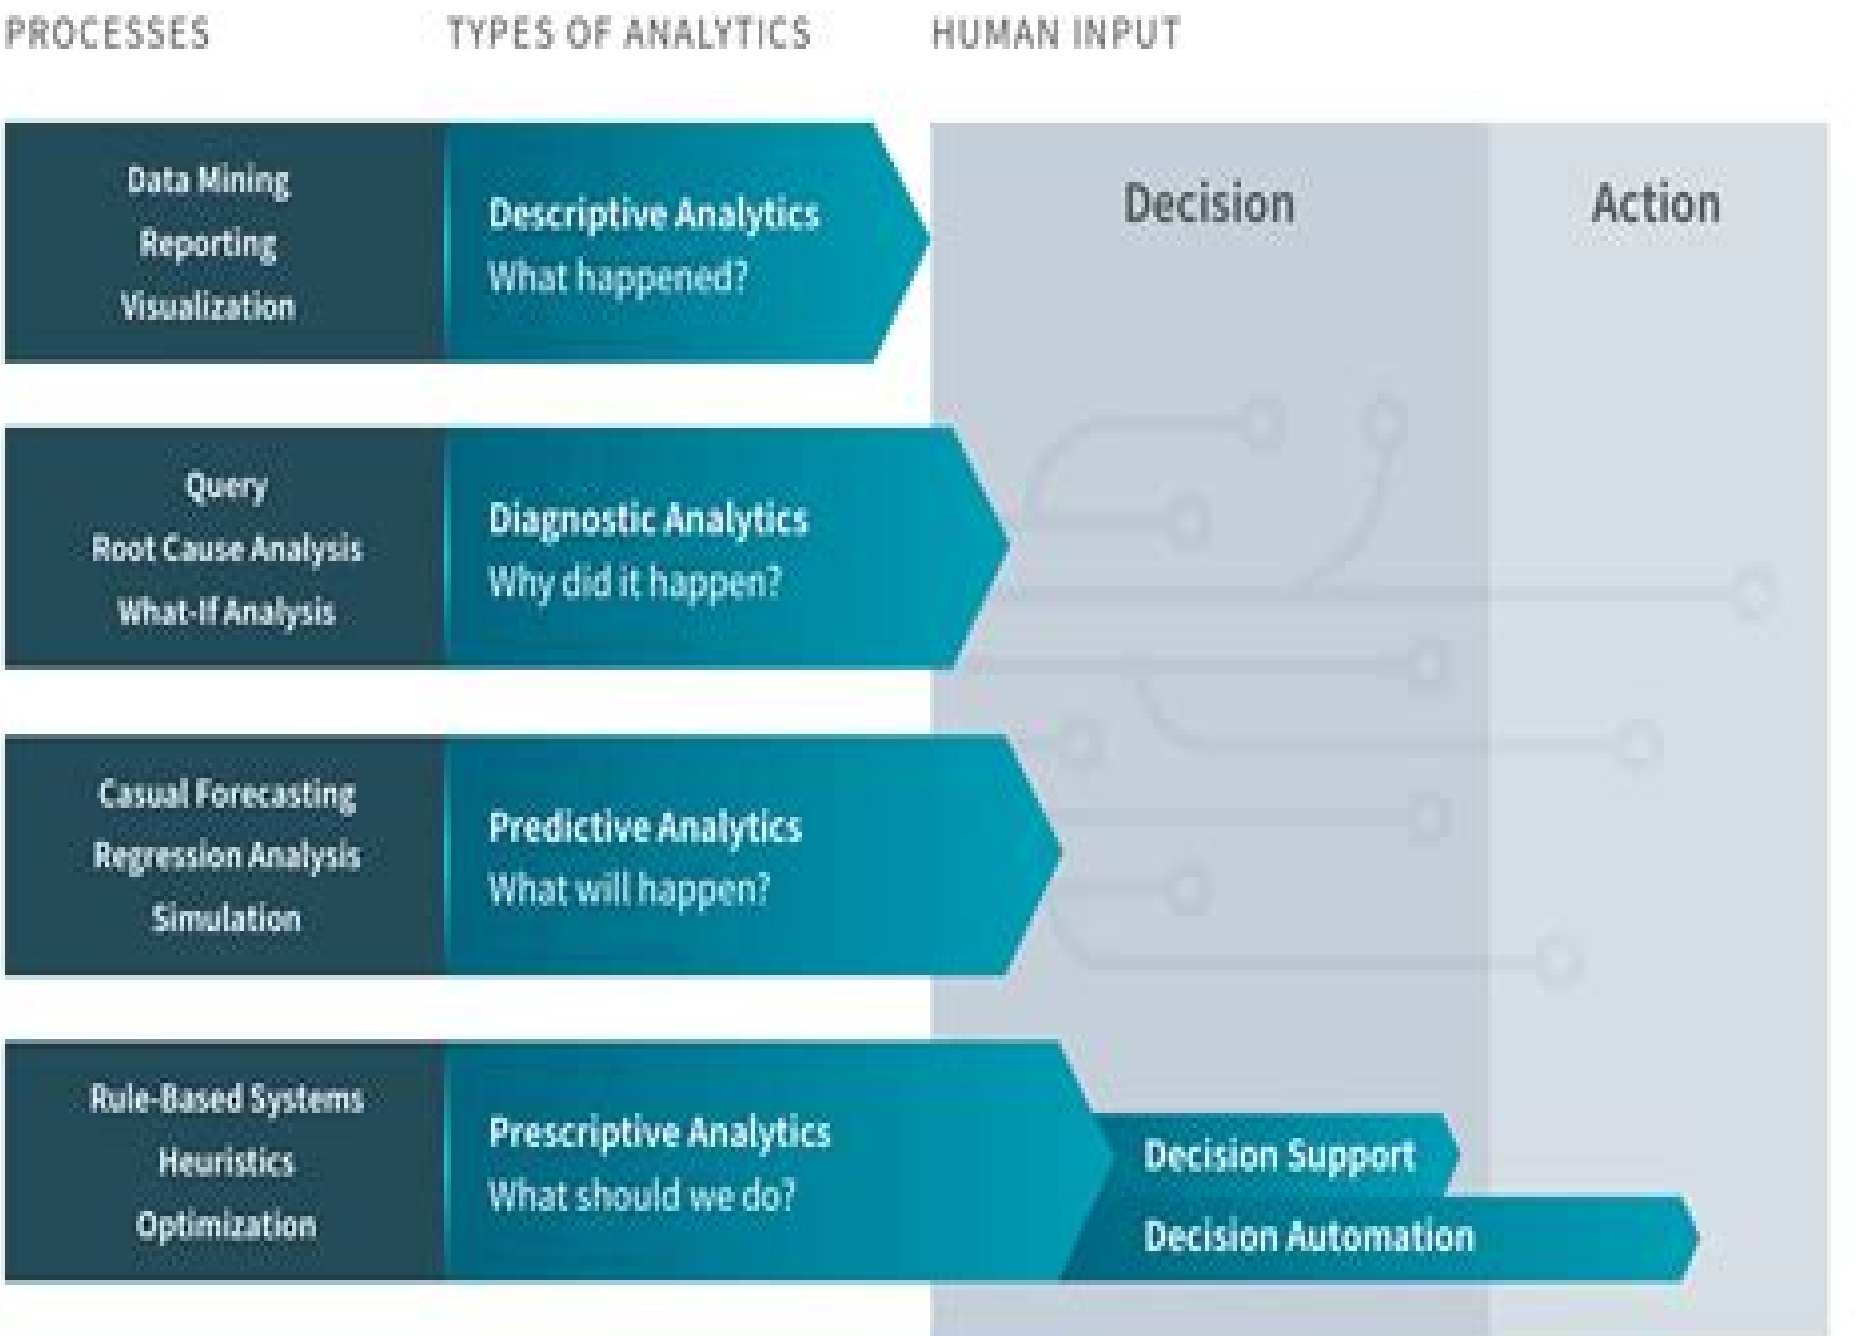 PROCESSES
TYPES OF ANALYTICS
HUMAN INPUT
Data Mining
Reporting
Visualization
Descriptive Analytics
What happened?
Decision
Action
Query
Root Cause Analysis
What-If Analysis
Diagnostic Analytics
Why did it happen?
Casual Forecasting
Regression Analysis
Simulation
Predictive Analytics
What will happen?
Rule-Based Systems
Heuristics
Optimization
Prescriptive Analytics
What should we do?
Decision Support
Decision Automation